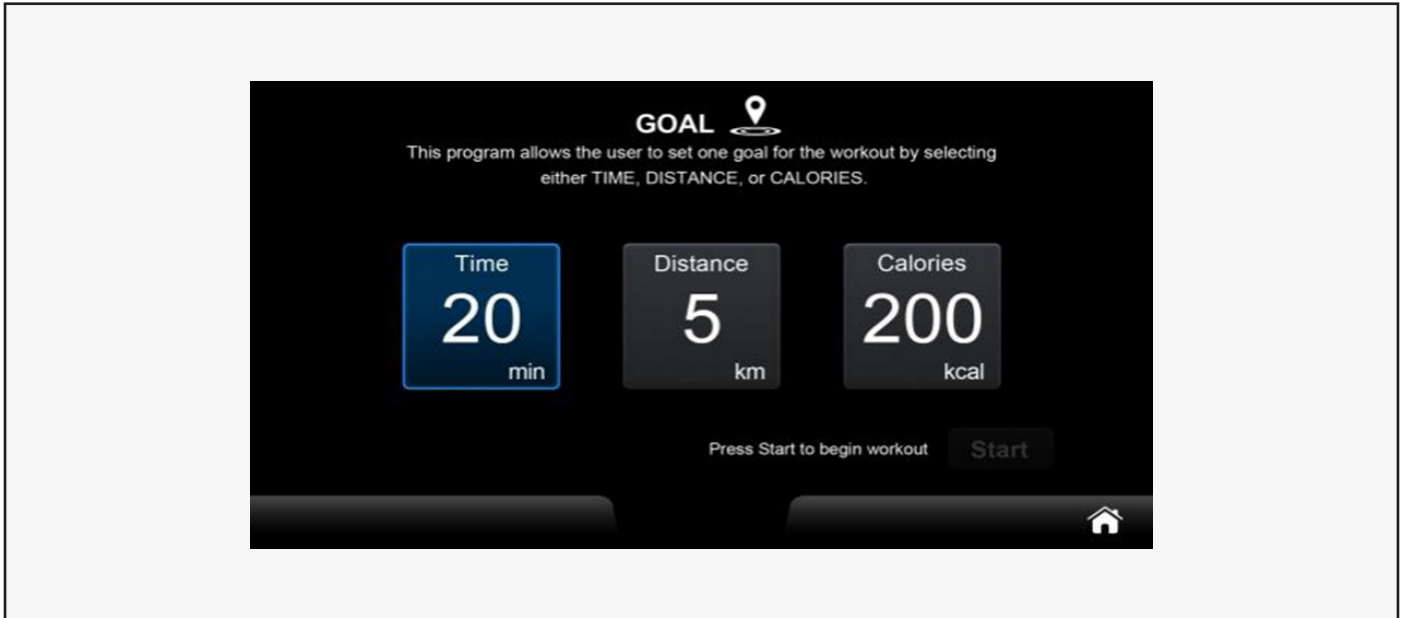 GOAL
This program allows the user to set one goal for the workout by selecting
either TIME, DISTANCE, or CALORIES.
Time
20
min
Distance
5
km
Calories
200
kcal
Press Start to begin workout
Start